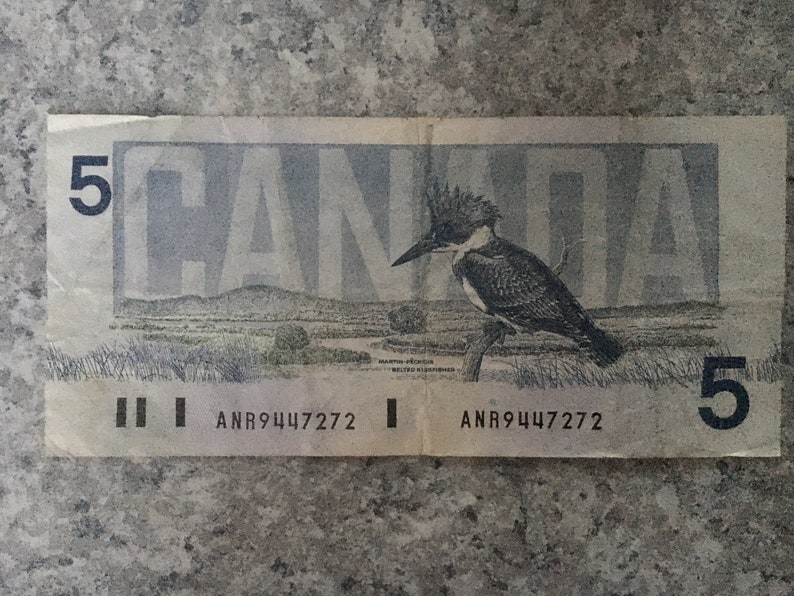 5
CANADA
MARTIN-PÊCHEUR
BELTED KINGFISHER
5
ANR9447272 ANR9447272